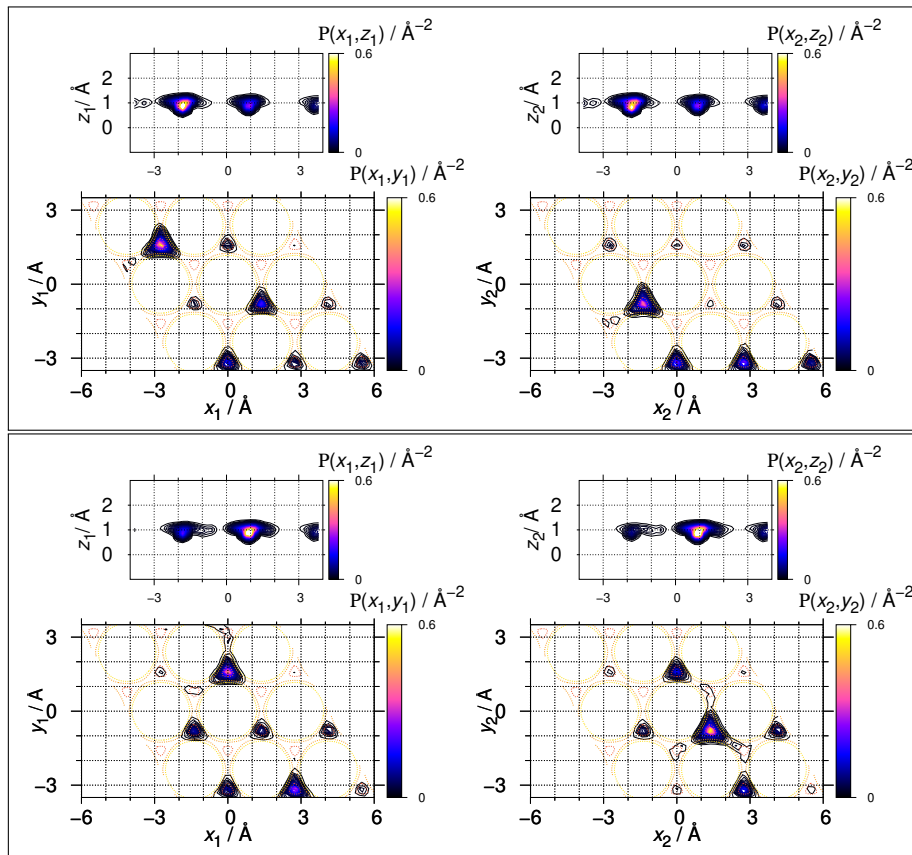 P(x₁,z₁) / Å⁻² P(x₂,z₂) / Å⁻²
0.6 0.6
2 2
z₁/ Å 1 z₂/ Å 1
0 0
0 0
−3 0 3 −3 0 3
P(x₁,y₁) / Å⁻² P(x₂,y₂) / Å⁻²
0.6 0.6
3 3
y₁ / Å 0 y₂ / Å 0
−3 0 −3 0
−6 −3 0 3 6 −6 −3 0 3 6
x₁ / Å x₂ / Å
P(x₁,z₁) / Å⁻² P(x₂,z₂) / Å⁻²
0.6 0.6
2 2
z₁/ Å 1 z₂/ Å 1
0 0
0 0
−3 0 3 −3 0 3
P(x₁,y₁) / Å⁻² P(x₂,y₂) / Å⁻²
0.6 0.6
3 3
y₁ / Å 0 y₂ / Å 0
−3 0 −3 0
−6 −3 0 3 6 −6 −3 0 3 6
x₁ / Å x₂ / Å